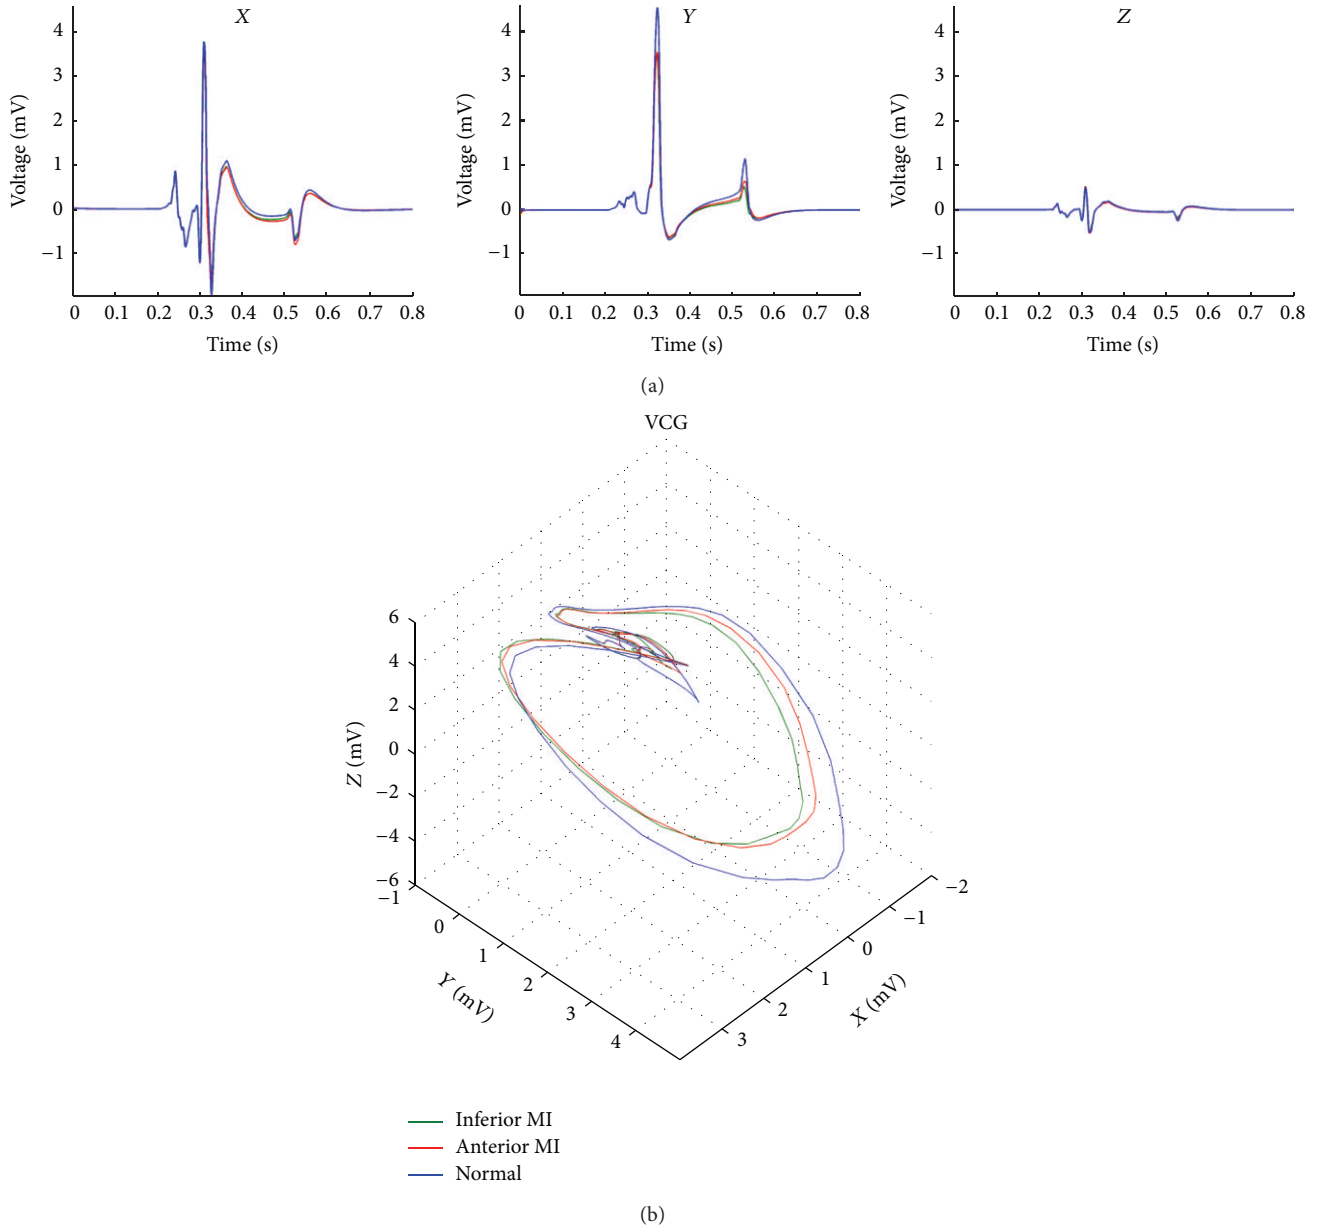 X
Y
Z
4
3
2
1
0
−1
Voltage (mV)
0 0.1 0.2 0.3 0.4 0.5 0.6 0.7 0.8
Time (s)
4
3
2
1
0
−1
Voltage (mV)
0 0.1 0.2 0.3 0.4 0.5 0.6 0.7 0.8
Time (s)
4
3
2
1
0
−1
Voltage (mV)
0 0.1 0.2 0.3 0.4 0.5 0.6 0.7 0.8
Time (s)
(a)
VCG
6
4
2
0
−2
−4
−6
Z (mV)
−1
0
1
2
3
4
Y (mV)
−2
−1
0
1
2
3
X (mV)
Inferior MI
Anterior MI
Normal
(b)